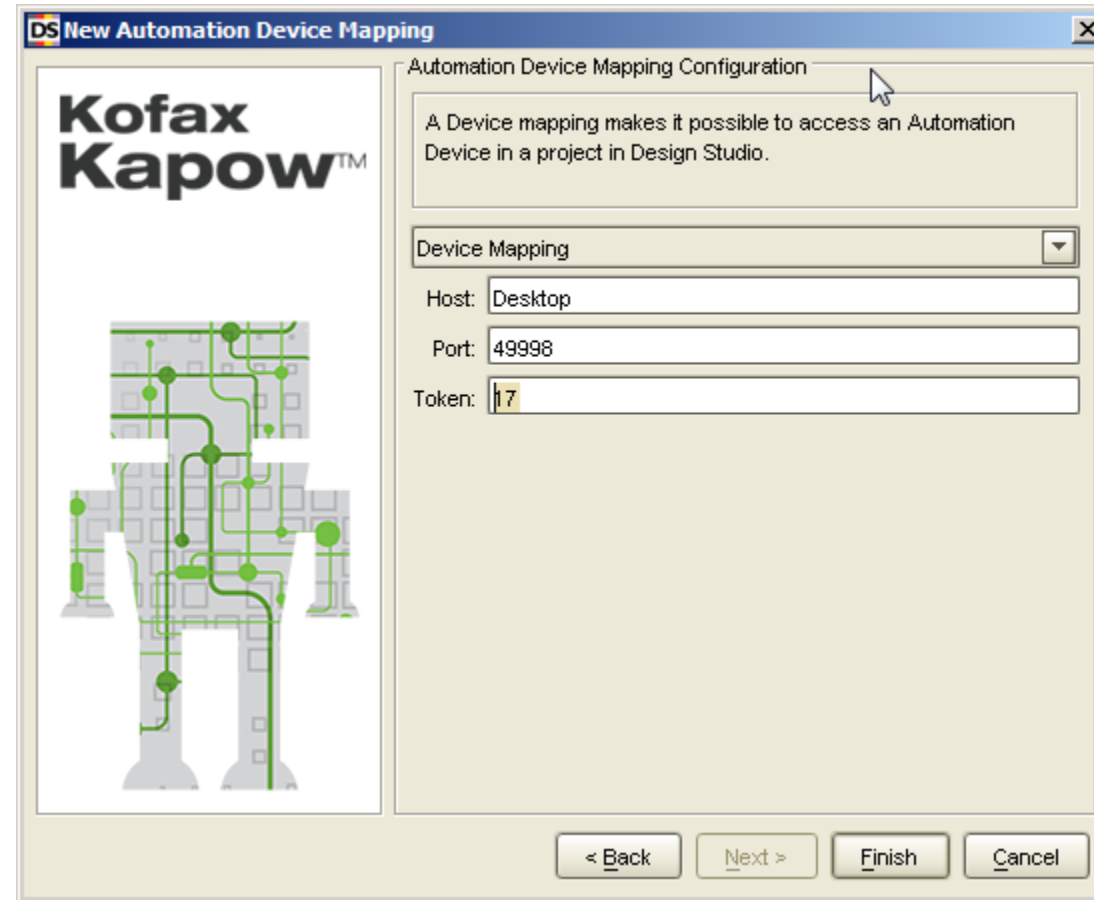 DS New Automation Device Mapping
Kofax
Kapow™
Automation Device Mapping Configuration
A Device mapping makes it possible to access an Automation
Device in a project in Design Studio.
Device Mapping
Host: Desktop
Port: 49998
Token: 17
< Back
Next >
Finish
Cancel